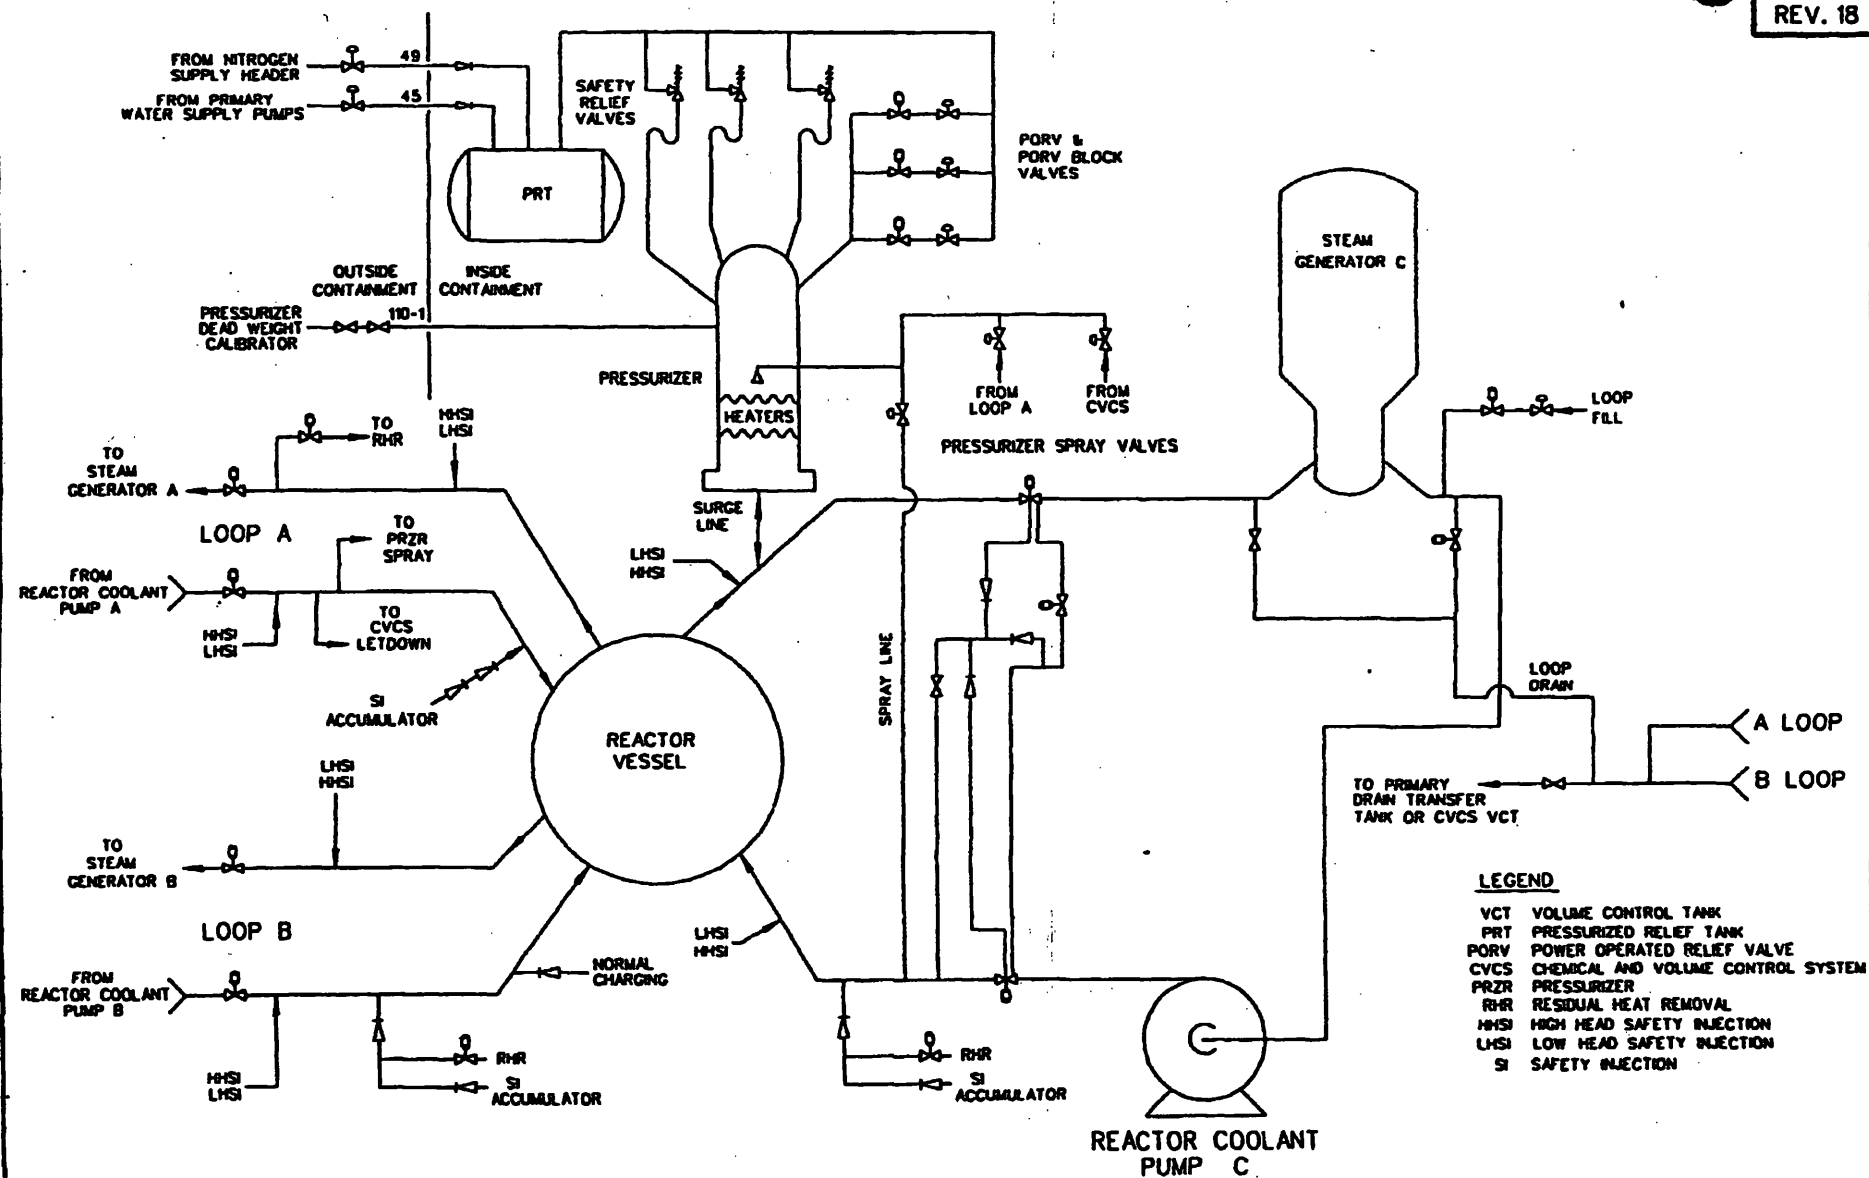 REV. 18
FROM NITROGEN
SUPPLY HEADER
49
FROM PRIMARY
WATER SUPPLY PUMPS
45
SAFETY
RELIEF
VALVES
PORV &
PORV BLOCK
VALVES
PRT
OUTSIDE
CONTAINMENT
INSIDE
CONTAINMENT
PRESSURIZER
DEAD WEIGHT
CALIBRATOR
110-1
STEAM
GENERATOR C
PRESSURIZER
HEATERS
FROM
LOOP A
FROM
CVCS
PRESSURIZER SPRAY VALVES
LOOP
FILL
TO
RHR
HHSI
LHSI
TO
STEAM
GENERATOR A
LOOP A
SURGE
LINE
TO
PRZR
SPRAY
LHSI
HHSI
FROM
REACTOR COOLANT
PUMP A
HHSI
LHSI
TO
CVCS
LETDOWN
SI
ACCUMULATOR
SPRAY LINE
LOOP
DRAIN
REACTOR
VESSEL
A LOOP
B LOOP
TO PRIMARY
DRAIN TRANSFER
TANK OR CVCS VCT
LHSI
HHSI
TO
STEAM
GENERATOR B
LOOP B
LHSI
HHSI
NORMAL
CHARGING
FROM
REACTOR COOLANT
PUMP B
HHSI
LHSI
RHR
SI
ACCUMULATOR
RHR
SI
ACCUMULATOR
C
REACTOR COOLANT
PUMP C
LEGEND
VCT VOLUME CONTROL TANK
PRT PRESSURIZED RELIEF TANK
PORV POWER OPERATED RELIEF VALVE
CVCS CHEMICAL AND VOLUME CONTROL SYSTEM
PRZR PRESSURIZER
RHR RESIDUAL HEAT REMOVAL
HHSI HIGH HEAD SAFETY INJECTION
LHSI LOW HEAD SAFETY INJECTION
SI SAFETY INJECTION